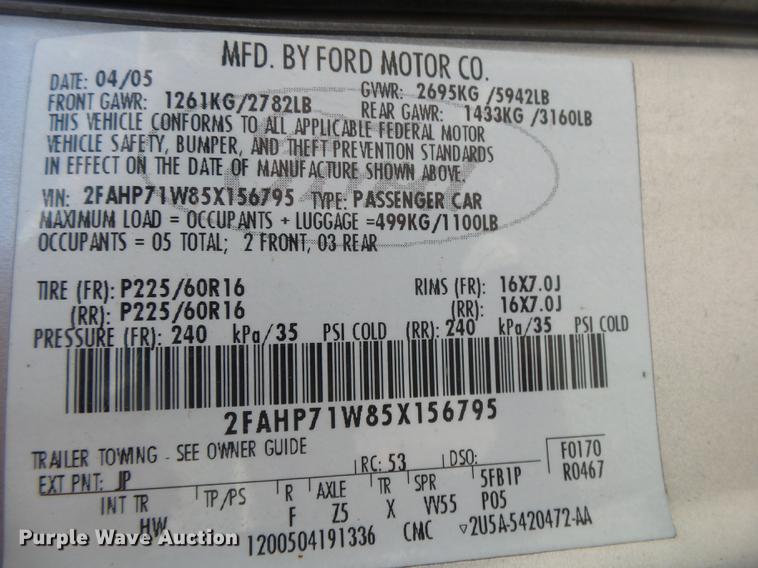 MFD. BY FORD MOTOR CO.
DATE: 04/05 GVWR: 2695KG /5942LB
FRONT GAWR: 1261KG/2782LB REAR GAWR: 1433KG /3160LB
THIS VEHICLE CONFORMS TO ALL APPLICABLE FEDERAL MOTOR
VEHICLE SAFETY, BUMPER, AND THEFT PREVENTION STANDARDS
IN EFFECT ON THE DATE OF MANUFACTURE SHOWN ABOVE.
VIN: 2FAHP71W85X156795 TYPE: PASSENGER CAR
MAXIMUM LOAD = OCCUPANTS + LUGGAGE =499KG/1100LB
OCCUPANTS = 05 TOTAL; 2 FRONT, 03 REAR
TIRE (FR): P225/60R16 RIMS (FR): 16X7.0J
(RR): P225/60R16 (RR): 16X7.0J
PRESSURE (FR): 240 kPa/35 PSI COLD (RR): 240 kPa/35 PSI COLD
2FAHP71W85X156795
TRAILER TOWING - SEE OWNER GUIDE
EXT PNT: JP RC: 53 DSO: F0170
R0467
INT TR TP/PS R AXLE TR SPR 5FB1P
HW F Z5 X VV55 P05
1200504191336 CMC ▽2U5A-5420472-AA
Purple Wave Auction